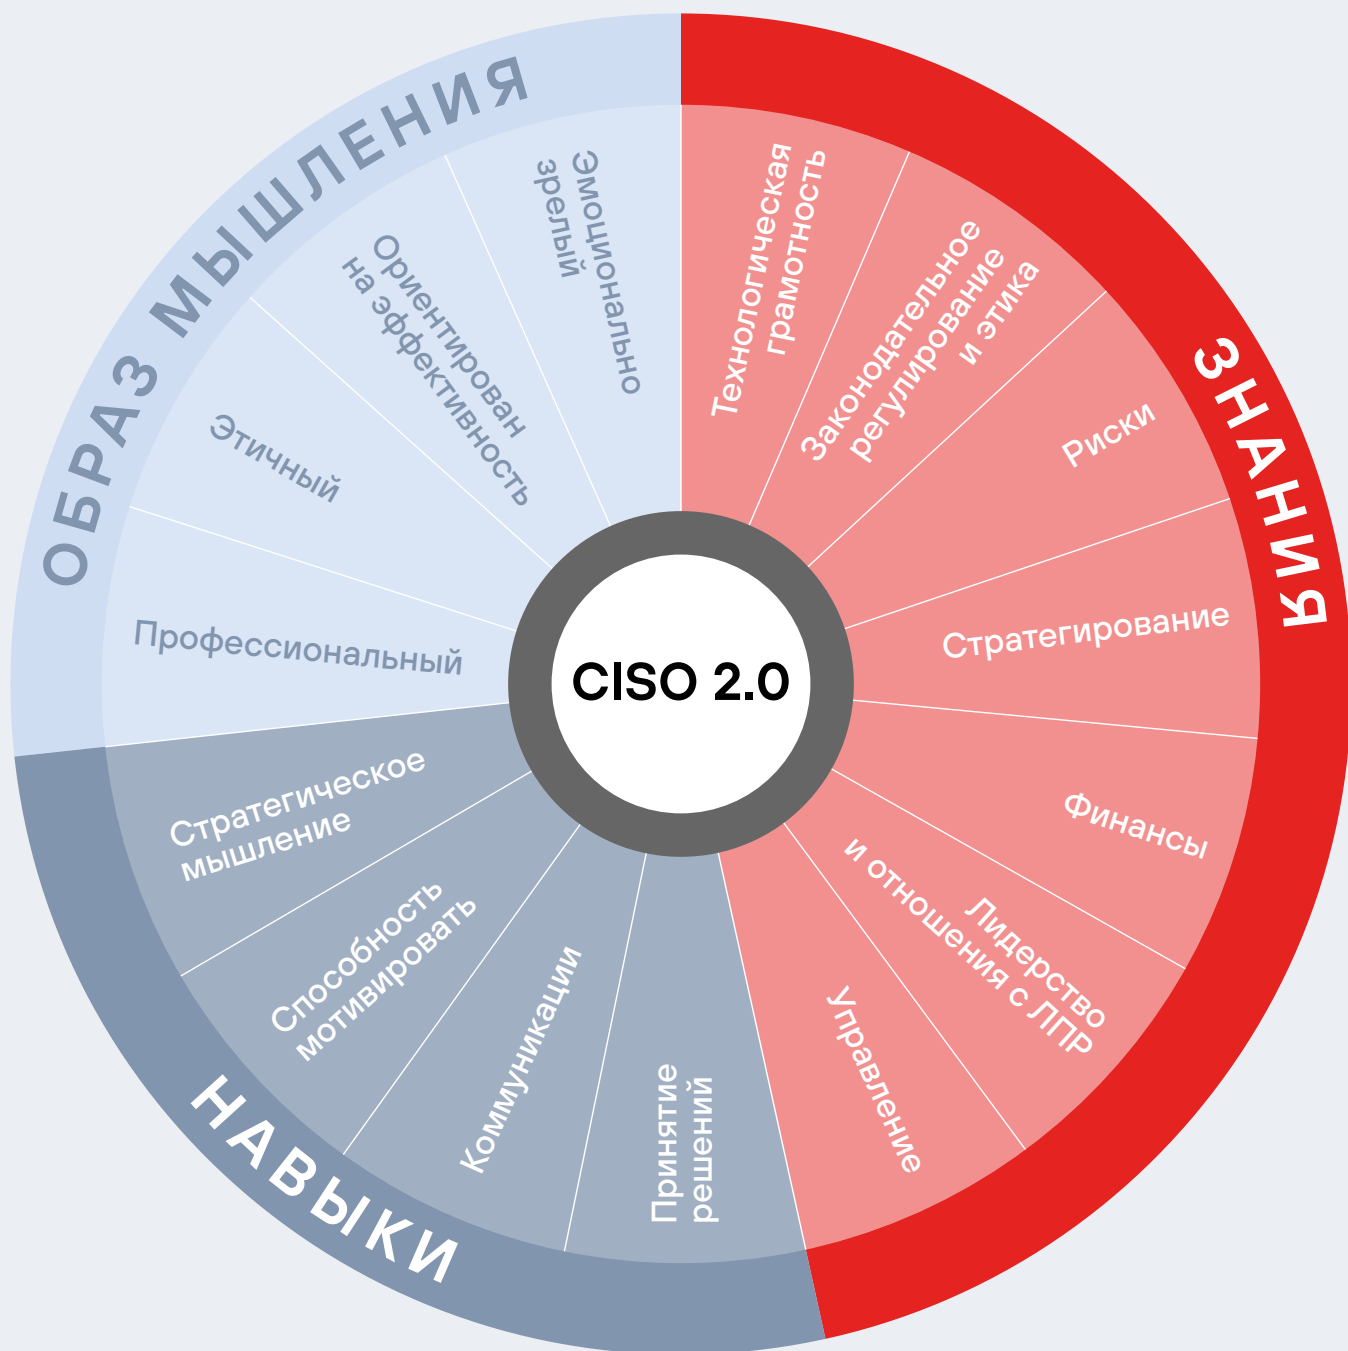 CISO 2.0
ЗНАНИЯ
Технологическая
грамотность
Законодательное
регулирование
и этика
Риски
Стратегирование
Финансы
Лидерство
и отношения с ЛПР
Управление
НАВЫКИ
Принятие
решений
Коммуникации
Способность
мотивировать
Стратегическое
мышление
ОБРАЗ МЫШЛЕНИЯ
Профессиональный
Этичный
Ориентирован
на эффективность
Эмоционально
зрелый